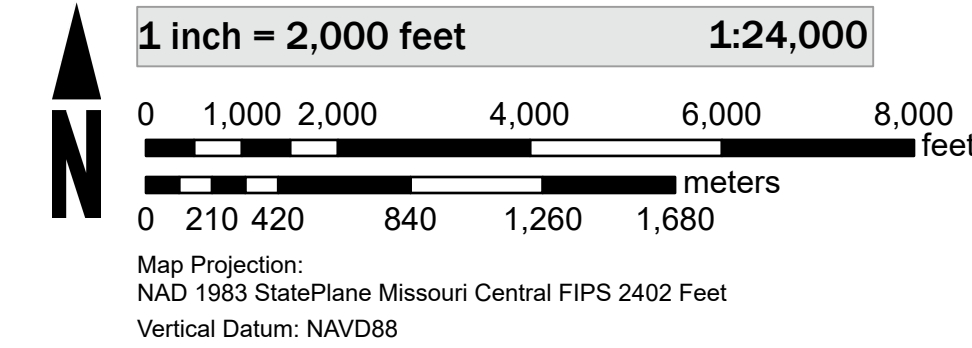 1 inch = 2,000 feet 1:24,000
0 1,000 2,000 4,000 6,000 8,000
feet
meters
0 210 420 840 1,260 1,680
N
Map Projection:
NAD 1983 StatePlane Missouri Central FIPS 2402 Feet
Vertical Datum: NAVD88